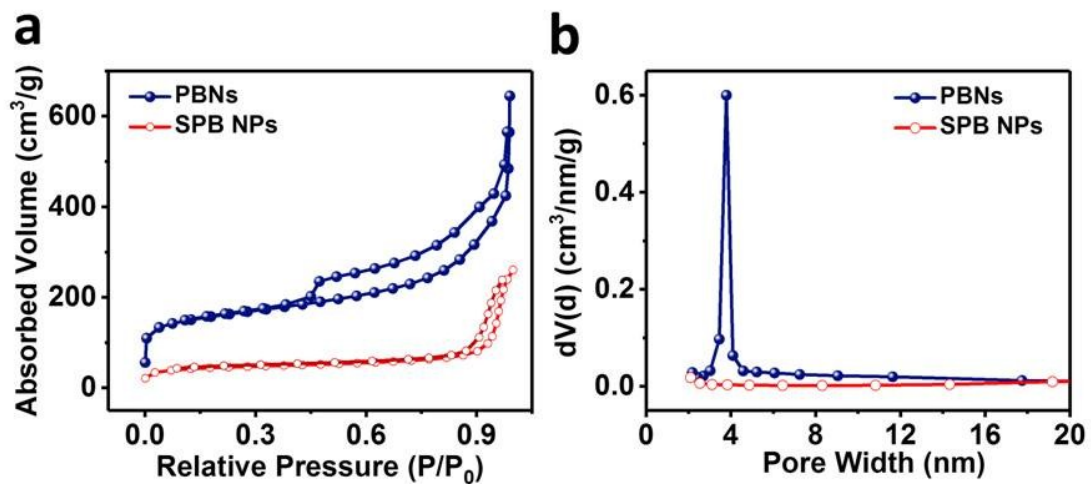 a
Absorbed Volume (cm³/g)
600
400
200
0
PBNs
SPB NPs
0.0 0.3 0.6 0.9
Relative Pressure (P/P₀)
b
dV(d) (cm³/nm/g)
0.6
0.4
0.2
0.0
PBNs
SPB NPs
0 4 8 12 16 20
Pore Width (nm)